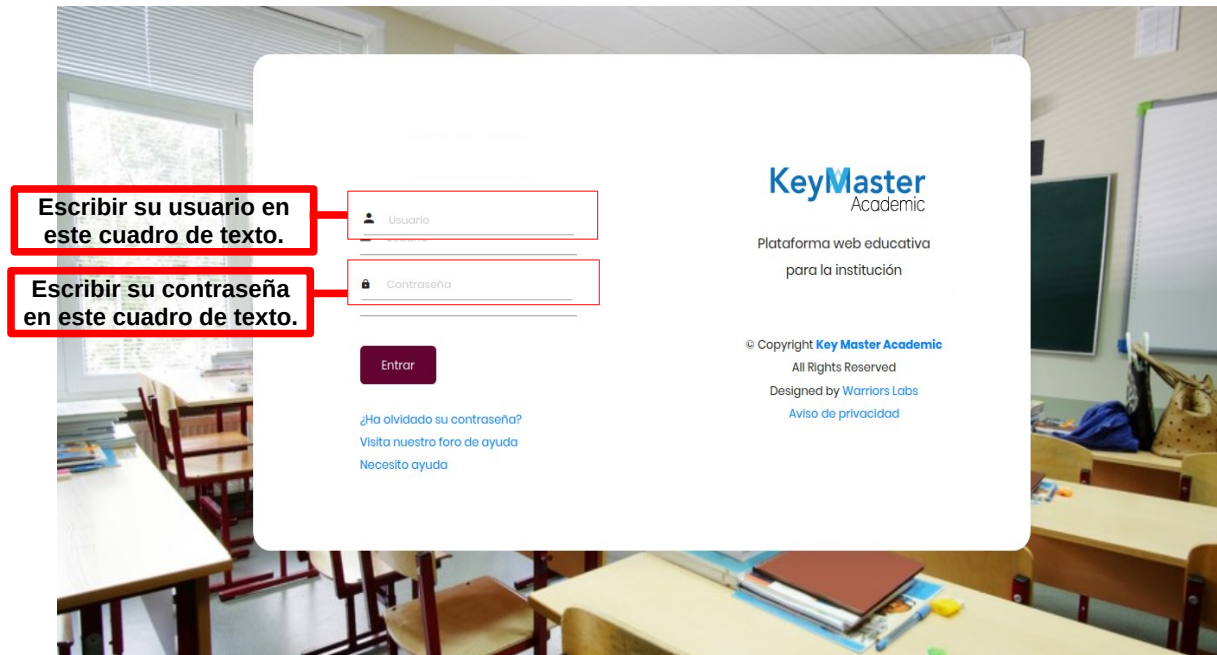 Escribir su usuario en
este cuadro de texto.
Usuario
Escribir su contraseña
en este cuadro de texto.
Contraseña
Entrar
¿Ha olvidado su contraseña?
Visita nuestro foro de ayuda
Necesito ayuda
KeyMaster
Academic
Plataforma web educativa
para la institución
© Copyright Key Master Academic
All Rights Reserved
Designed by Warriors Labs
Aviso de privacidad